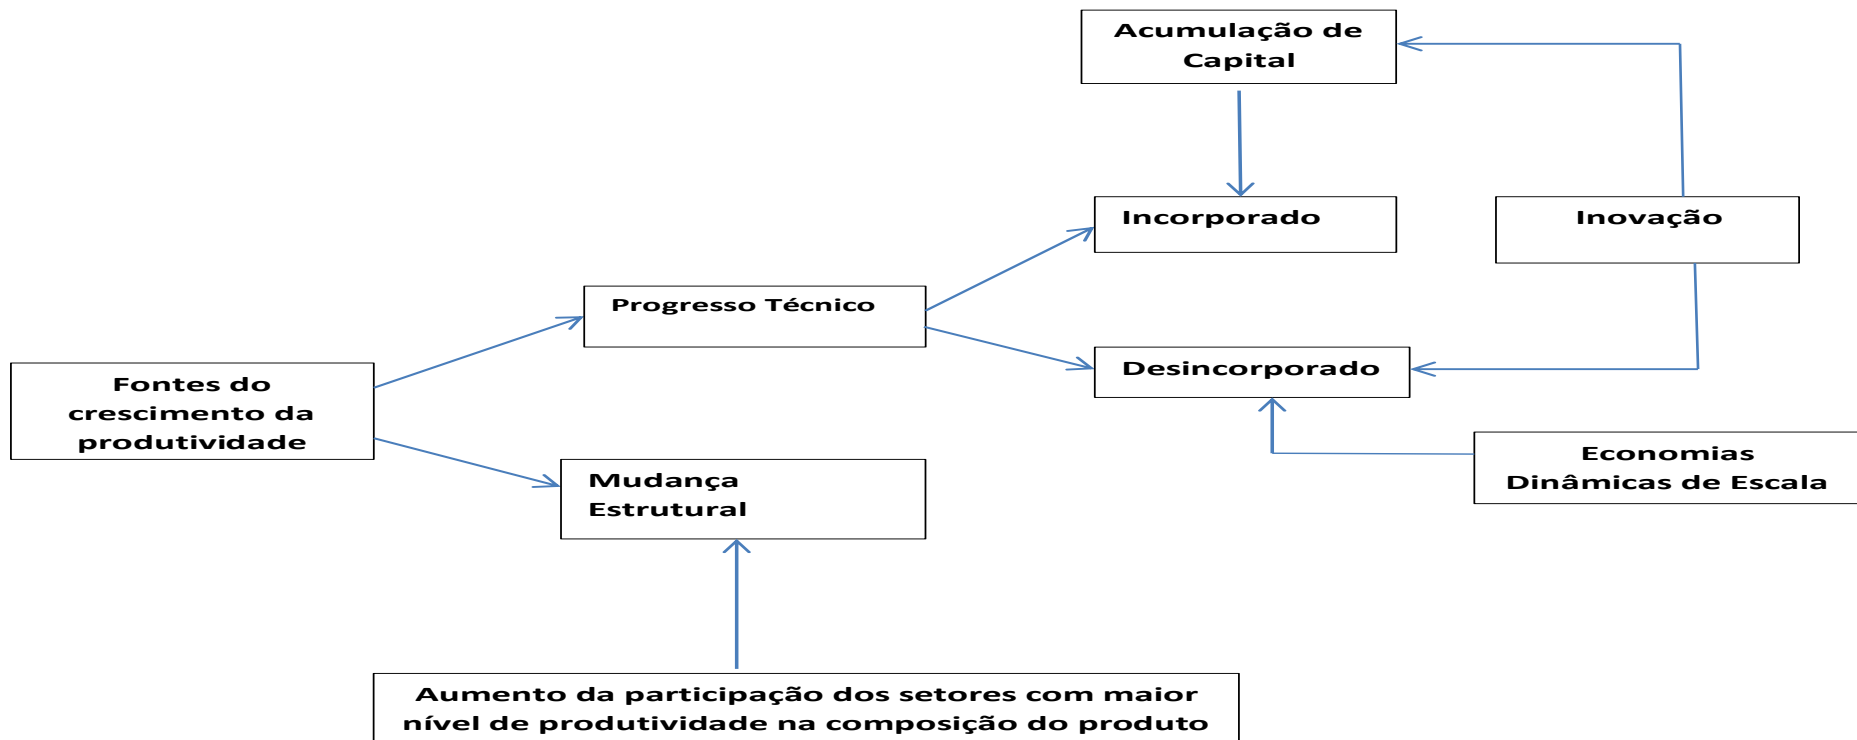 Acumulação de
Capital
Incorporado
Inovação
Progresso Técnico
Desincorporado
Fontes do
crescimento da
produtividade
Economias
Dinâmicas de Escala
Mudança
Estrutural
Aumento da participação dos setores com maior
nível de produtividade na composição do produto